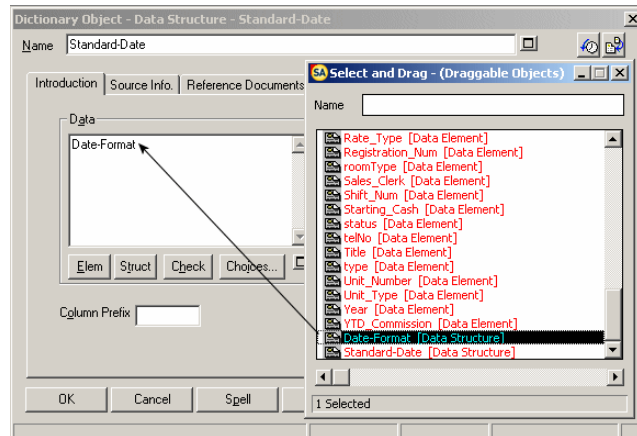 Dictionary Object - Data Structure - Standard-Date
Name Standard-Date
Introduction Source Info. Reference Documents
Data
Date-Format
Elem Struct Check Choices...
Column Prefix
OK Cancel Spell
SA Select and Drag - (Draggable Objects)
Name
Rate_Type [Data Element]
Registration_Num [Data Element]
roomType [Data Element]
Sales_Clerk [Data Element]
Shift_Num [Data Element]
Starting_Cash [Data Element]
status [Data Element]
telNo [Data Element]
Title [Data Element]
type [Data Element]
Unit_Number [Data Element]
Unit_Type [Data Element]
Year [Data Element]
YTD_Commission [Data Element]
Date-Format [Data Structure]
Standard-Date [Data Structure]
1 Selected